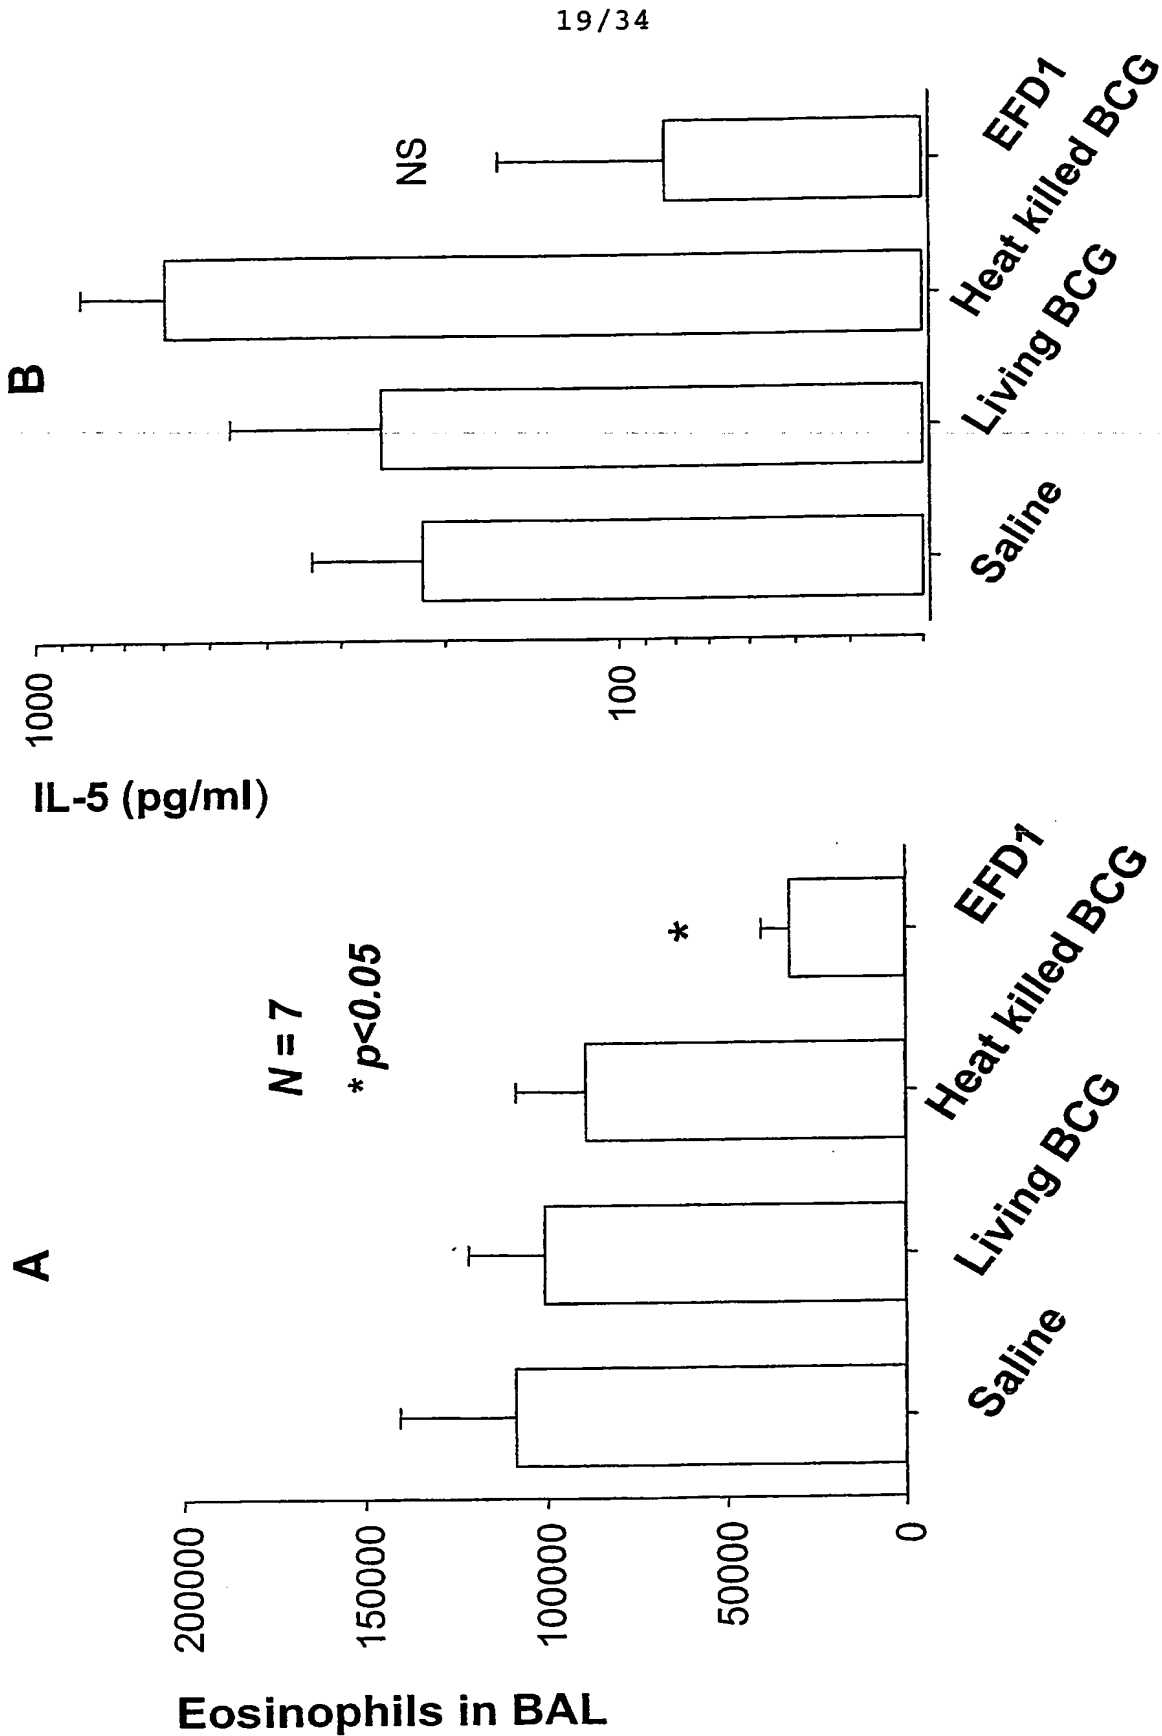 19/34
A
Eosinophils in BAL
200000
150000
100000
50000
0
N = 7
* p<0.05
*
Saline
Living BCG
Heat killed BCG
EFD1
B
IL-5 (pg/ml)
1000
100
NS
Saline
Living BCG
Heat killed BCG
EFD1